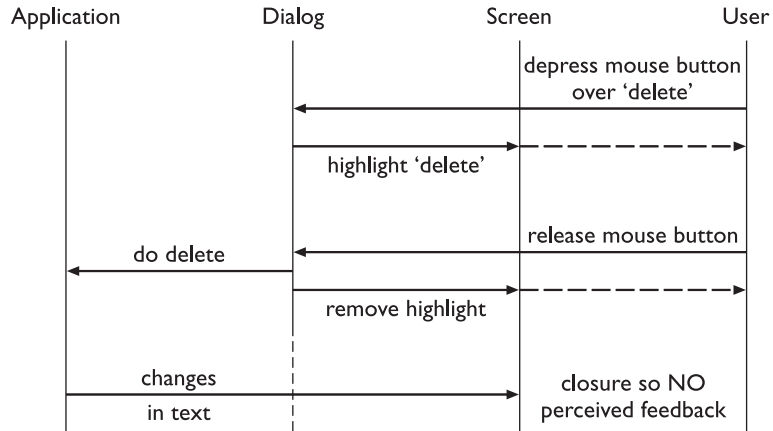 Application
Dialog
Screen
User
depress mouse button
over ‘delete’
highlight ‘delete’
release mouse button
do delete
remove highlight
changes
in text
closure so NO
perceived feedback